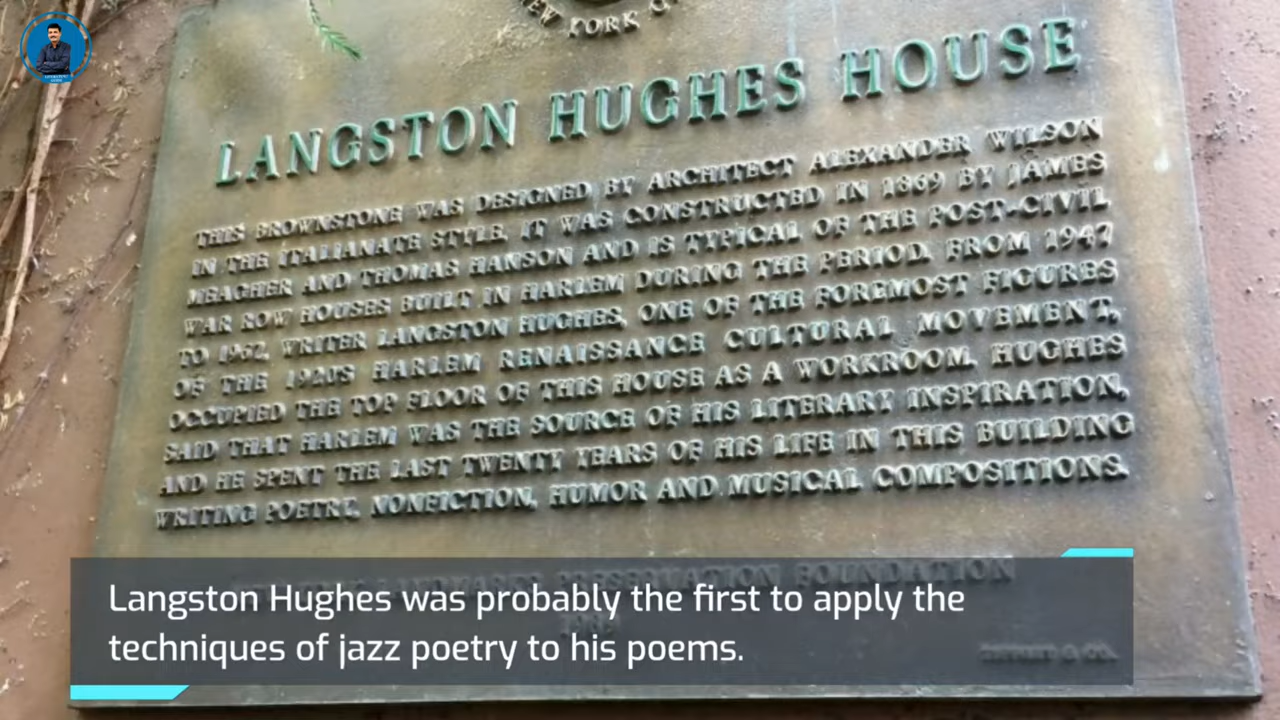 NEW YORK
LANGSTON HUGHES HOUSE
THIS BROWNSTONE WAS DESIGNED BY ARCHITECT ALEXANDER WILSON
IN THE ITALIANATE STYLE. IT WAS CONSTRUCTED IN 1869 BY JAMES
MEAGHER AND THOMAS HANSON AND IS TYPICAL OF THE POST-CIVIL
WAR ROW HOUSES BUILT IN HARLEM DURING THE PERIOD. FROM 1947
TO 1967, WRITER LANGSTON HUGHES, ONE OF THE FOREMOST FIGURES
OF THE 1920'S HARLEM RENAISSANCE CULTURAL MOVEMENT,
OCCUPIED THE TOP FLOOR OF THIS HOUSE AS A WORKROOM. HUGHES
SAID THAT HARLEM WAS THE SOURCE OF HIS LITERARY INSPIRATION,
AND HE SPENT THE LAST TWENTY YEARS OF HIS LIFE IN THIS BUILDING
WRITING POETRY, NONFICTION, HUMOR AND MUSICAL COMPOSITIONS.
PRESERVATION FOUNDATION
Langston Hughes was probably the first to apply the
techniques of jazz poetry to his poems.